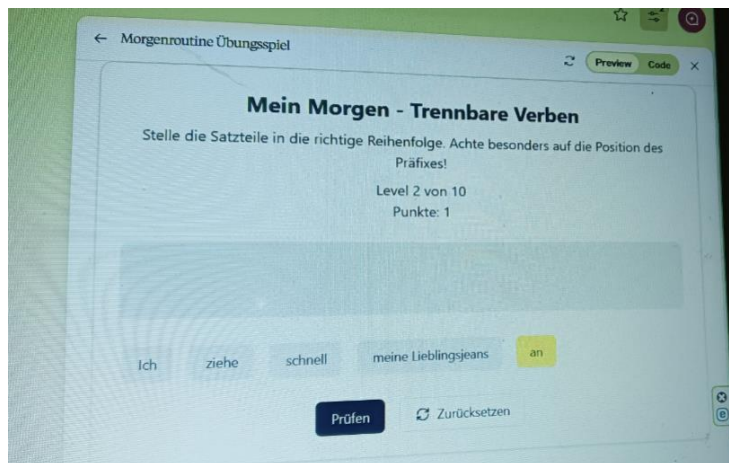 ← Morgenroutine Übungsspiel
Preview Code ×
Mein Morgen - Trennbare Verben
Stelle die Satzteile in die richtige Reihenfolge. Achte besonders auf die Position des
Präfixes!
Level 2 von 10
Punkte: 1
Ich ziehe schnell meine Lieblingsjeans an
Prüfen Zurücksetzen